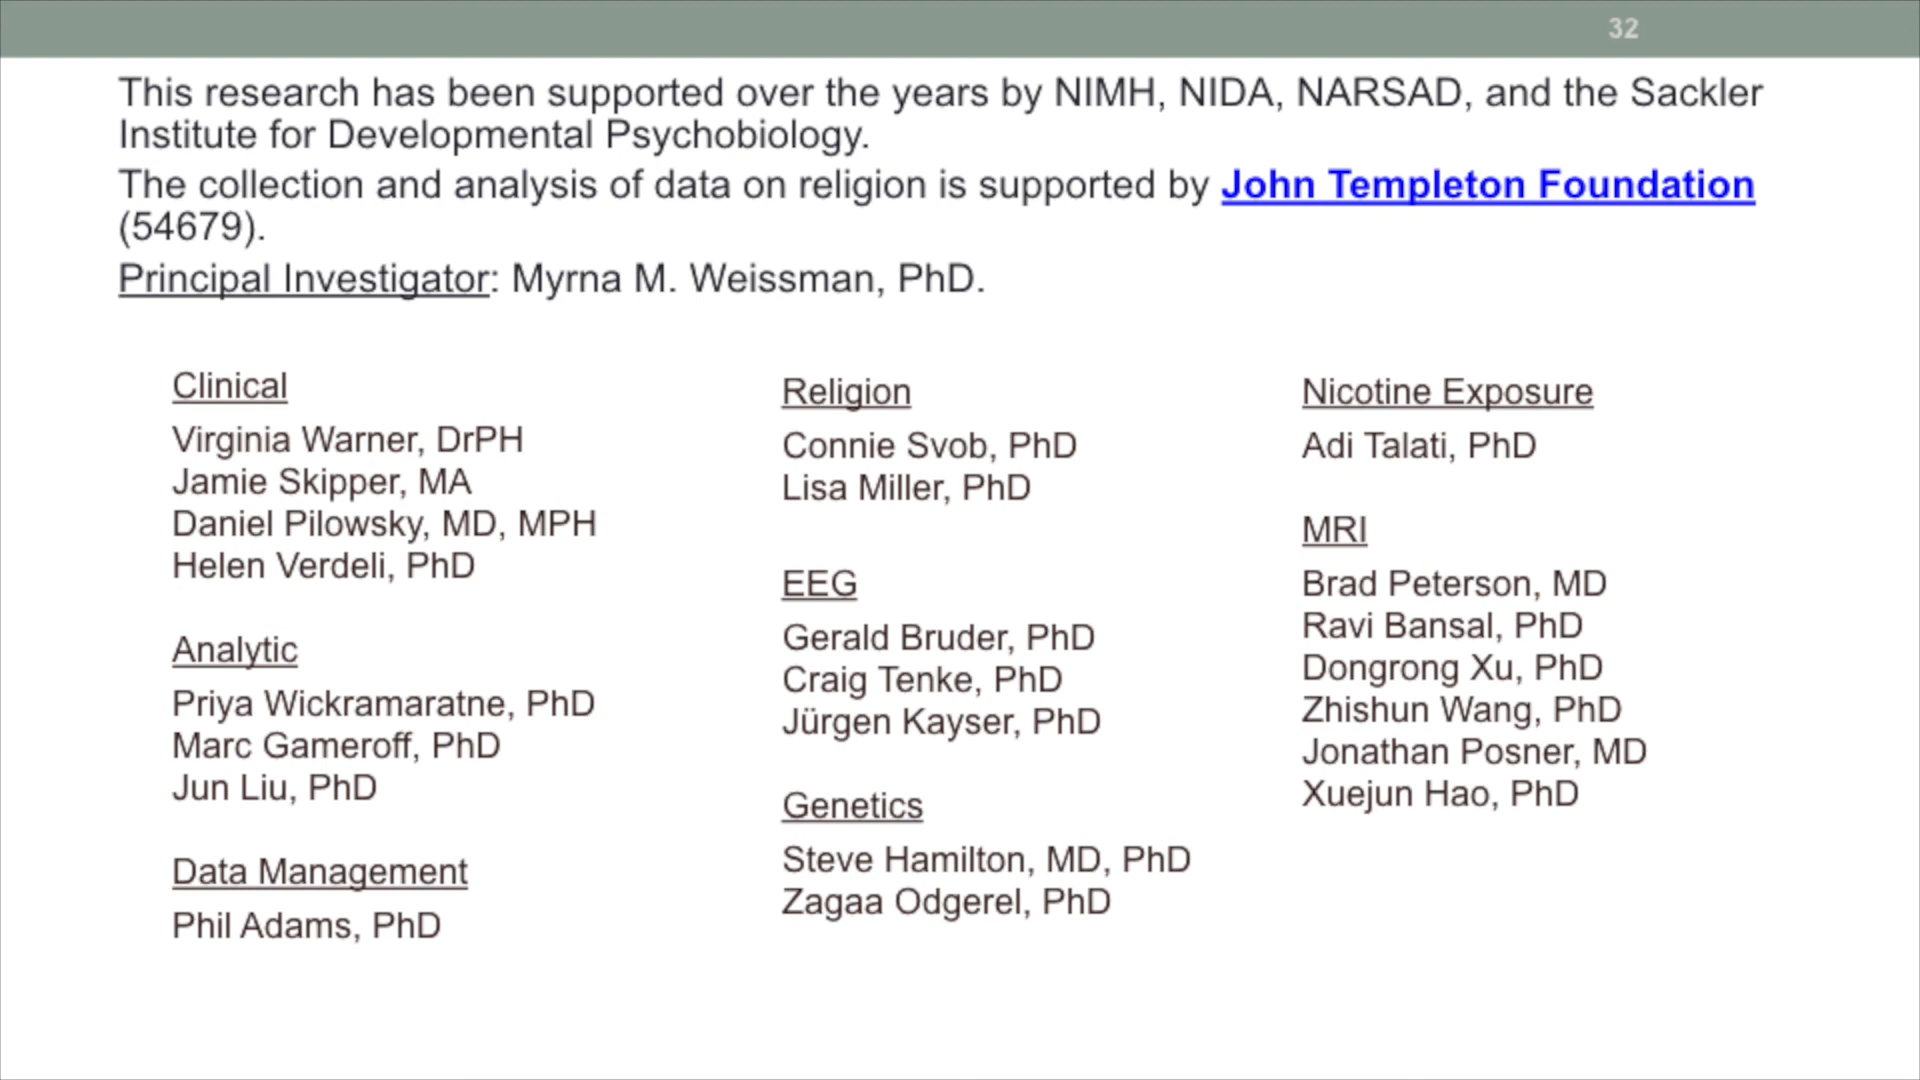 32
This research has been supported over the years by NIMH, NIDA, NARSAD, and the Sackler
Institute for Developmental Psychobiology.
The collection and analysis of data on religion is supported by John Templeton Foundation
(54679).
Principal Investigator: Myrna M. Weissman, PhD.
Clinical
Virginia Warner, DrPH
Jamie Skipper, MA
Daniel Pilowsky, MD, MPH
Helen Verdeli, PhD
Analytic
Priya Wickramaratne, PhD
Marc Gameroff, PhD
Jun Liu, PhD
Data Management
Phil Adams, PhD
Religion
Connie Svob, PhD
Lisa Miller, PhD
EEG
Gerald Bruder, PhD
Craig Tenke, PhD
Jürgen Kayser, PhD
Genetics
Steve Hamilton, MD, PhD
Zagaa Odgerel, PhD
Nicotine Exposure
Adi Talati, PhD
MRI
Brad Peterson, MD
Ravi Bansal, PhD
Dongrong Xu, PhD
Zhishun Wang, PhD
Jonathan Posner, MD
Xuejun Hao, PhD